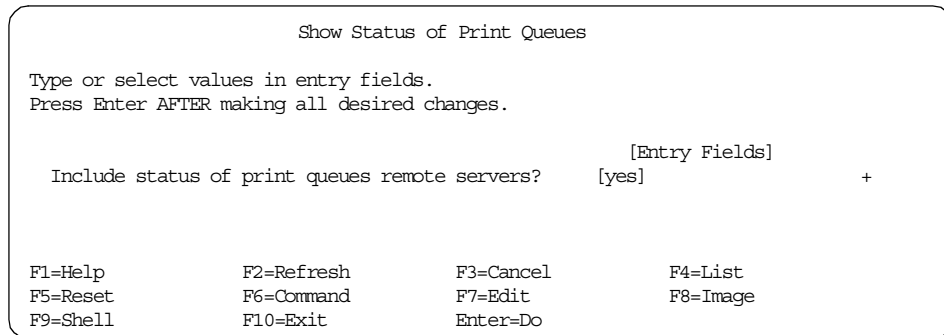 Show Status of Print Queues
Type or select values in entry fields.
Press Enter AFTER making all desired changes.
[Entry Fields]
Include status of print queues remote servers? [yes] +
F1=Help F2=Refresh F3=Cancel F4=List
F5=Reset F6=Command F7=Edit F8=Image
F9=Shell F10=Exit Enter=Do